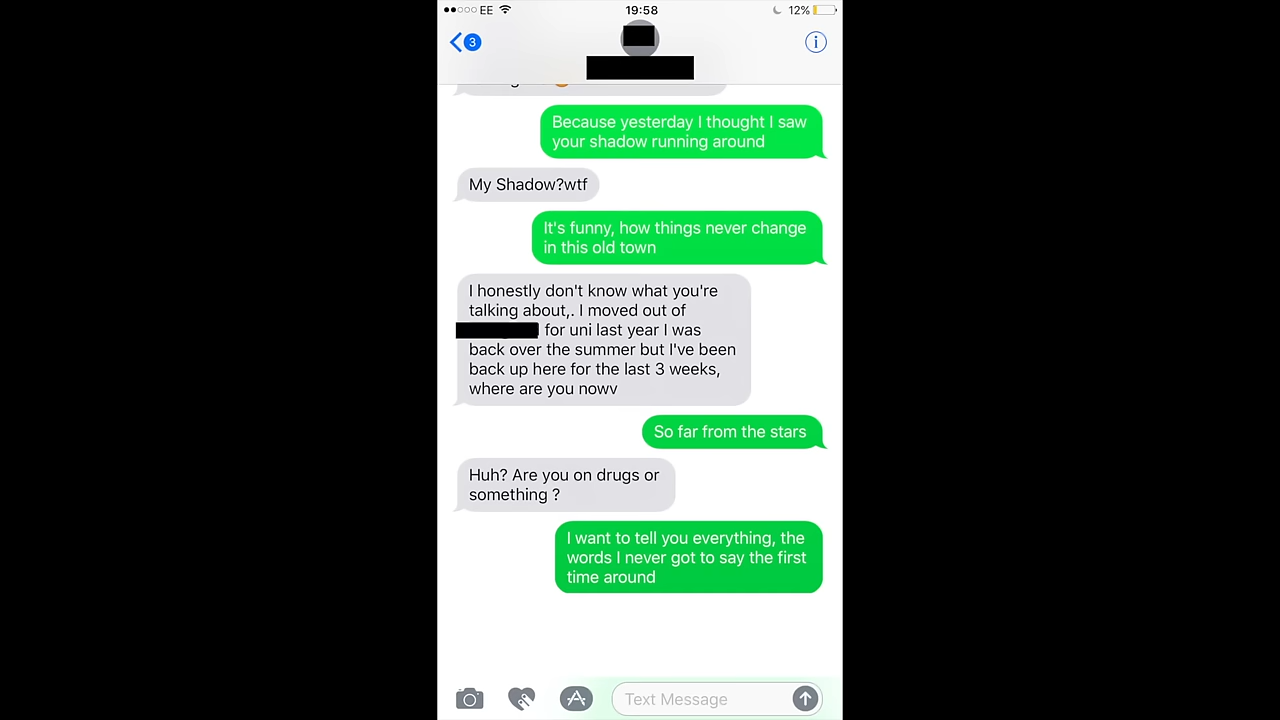 EE 19:58 12%
3
Because yesterday I thought I saw
your shadow running around
My Shadow?wtf
It's funny, how things never change
in this old town
I honestly don't know what you're
talking about,. I moved out of
for uni last year I was
back over the summer but I've been
back up here for the last 3 weeks,
where are you nowv
So far from the stars
Huh? Are you on drugs or
something ?
I want to tell you everything, the
words I never got to say the first
time around
Text Message